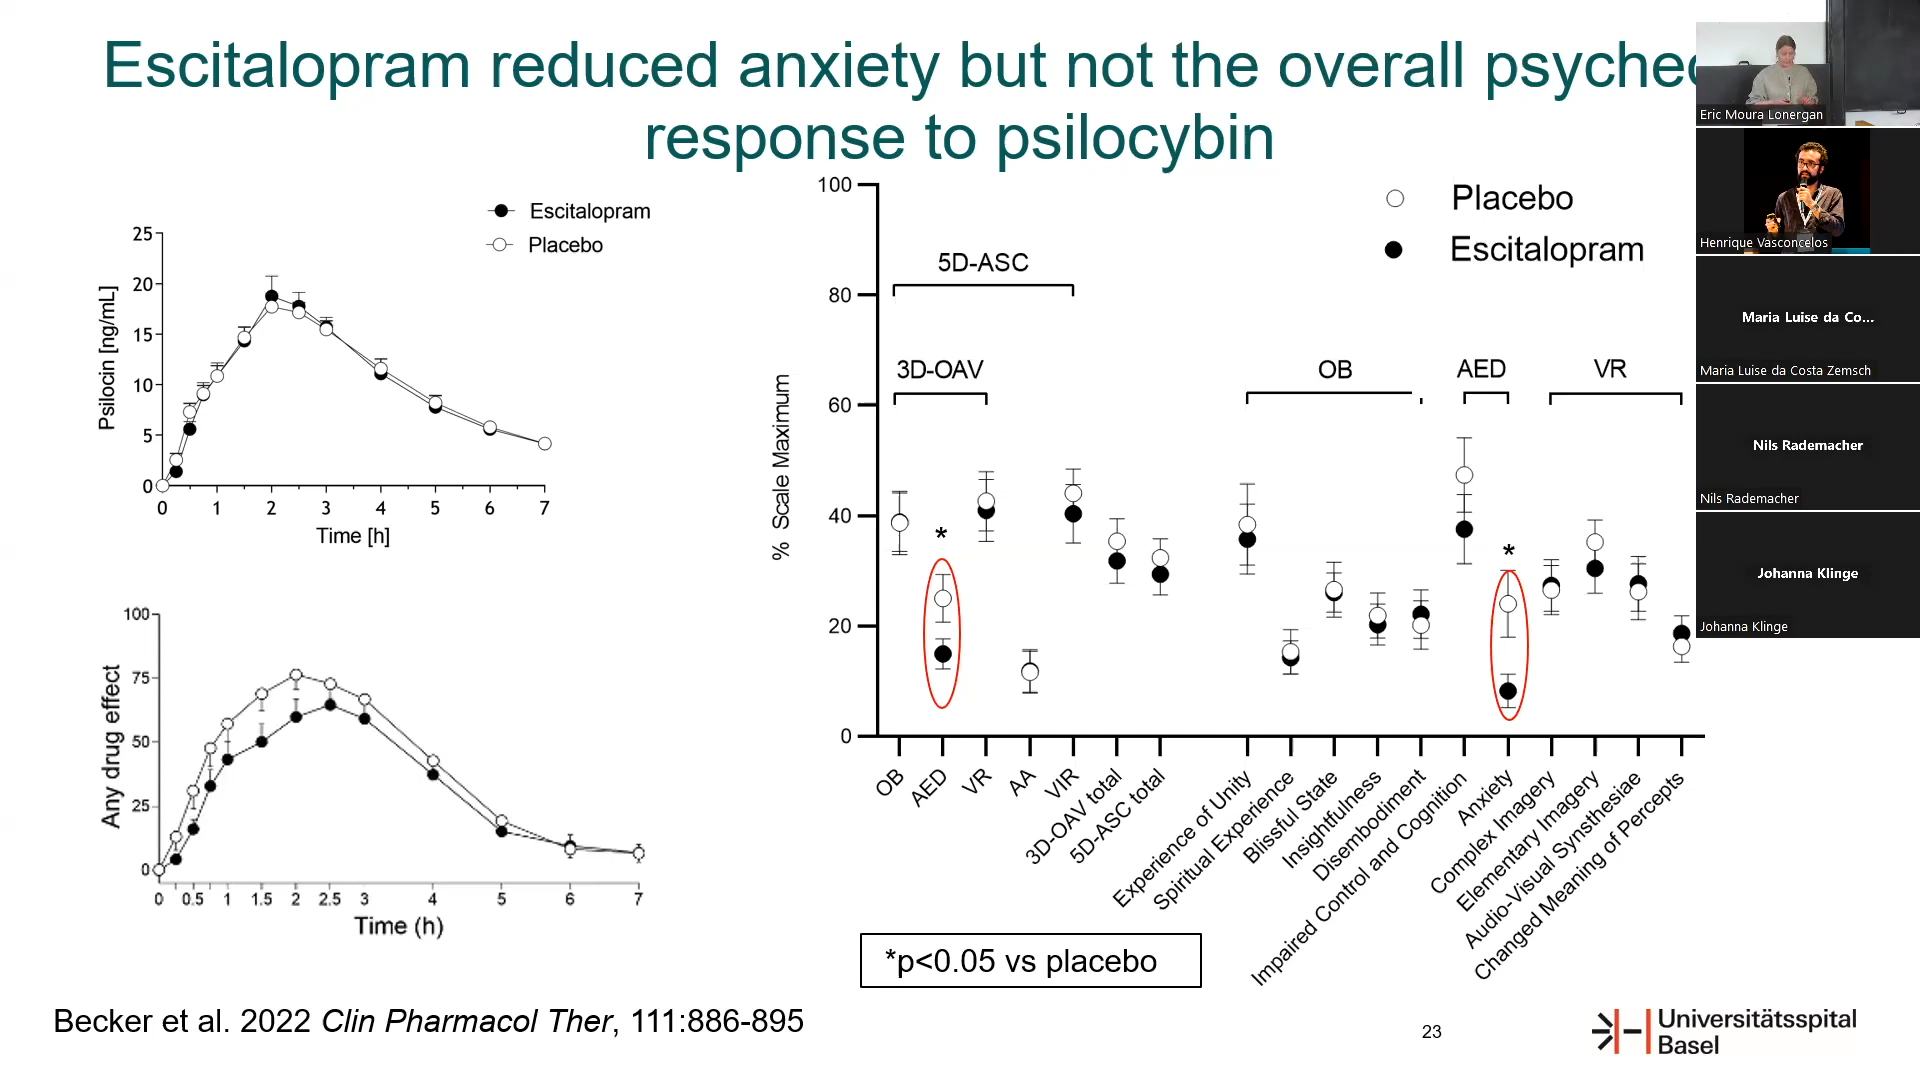 Escitalopram reduced anxiety but not the overall psyched
response to psilocybin
Escitalopram
Placebo
Psilocin [ng/mL]
25
20
15
10
5
0
0 1 2 3 4 5 6 7
Time [h]
Any drug effect
100
75
50
25
0
0 0.5 1 1.5 2 2.5 3 4 5 6 7
Time (h)
Placebo
Escitalopram
5D-ASC
3D-OAV
OB
AED
VR
% Scale Maximum
100
80
60
40
20
0
*
*
OB
AED
VR
AA
VIR
3D-OAV total
5D-ASC total
Experience of Unity
Spiritual Experience
Blissful State
Insightfulness
Disembodiment
Impaired Control and Cognition
Anxiety
Complex Imagery
Elementary Imagery
Audio-Visual Synsthesiae
Changed Meaning of Percepts
*p<0.05 vs placebo
Becker et al. 2022 Clin Pharmacol Ther, 111:886-895
23
Universitätsspital
Basel
Eric Moura Lonergan
Henrique Vasconcelos
Maria Luise da Co...
Maria Luise da Costa Zemsch
Nils Rademacher
Nils Rademacher
Johanna Klinge
Johanna Klinge